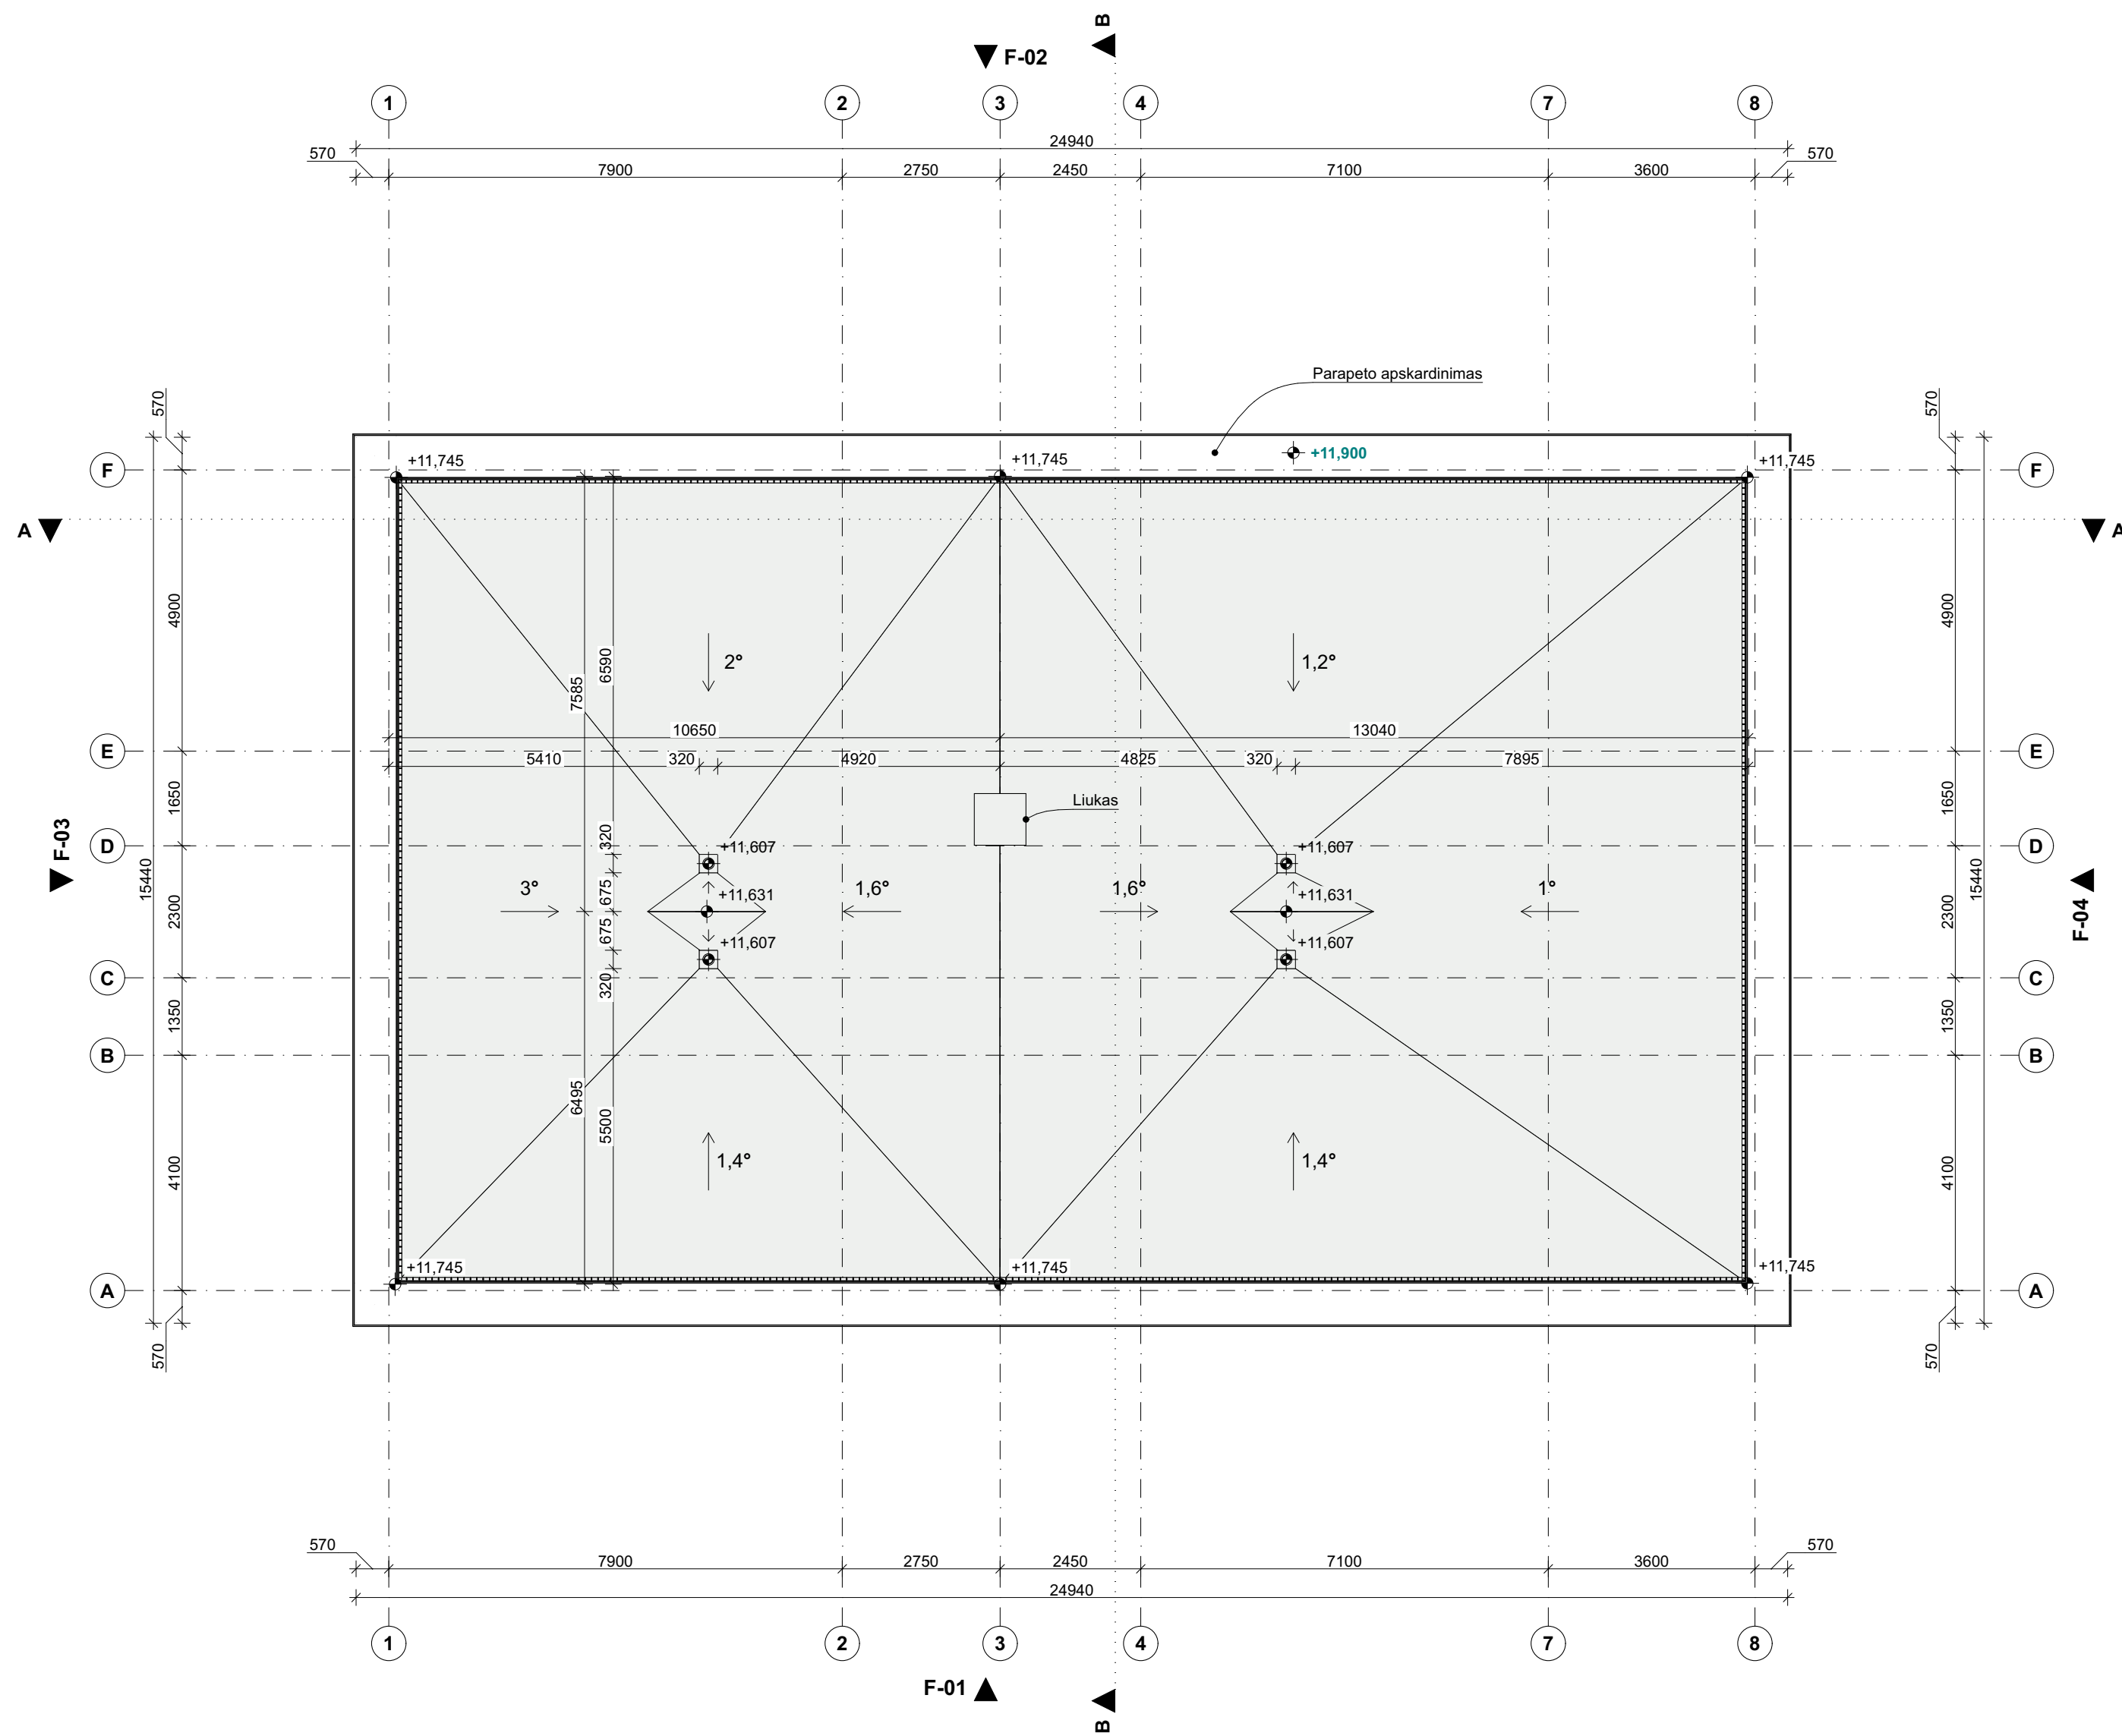 B
F-02
1 2 3 4 7 8
24940
570 570
7900 2750 2450 7100 3600
Parapeto apskardinimas
570 570
+11,900
+11,745 +11,745 +11,745
F F
A A
4900 6590 2° 1,2° 4900
7585
10650 13040
E E
5410 320 4920 4825 320 7895
1650 Liukas 1650
F-03
320
D +11,607 +11,607 D
15440 15440
3° 675 +11,631 1,6° 1,6° +11,631 1°
2300 2300
F-04
675 +11,607 +11,607
C C
320
1350 1350
B B
6495
5500
4100 1,4° 1,4° 4100
+11,745 +11,745 +11,745
A A
570 570
570 570
7900 2750 2450 7100 3600
24940
1 2 3 4 7 8
F-01
B